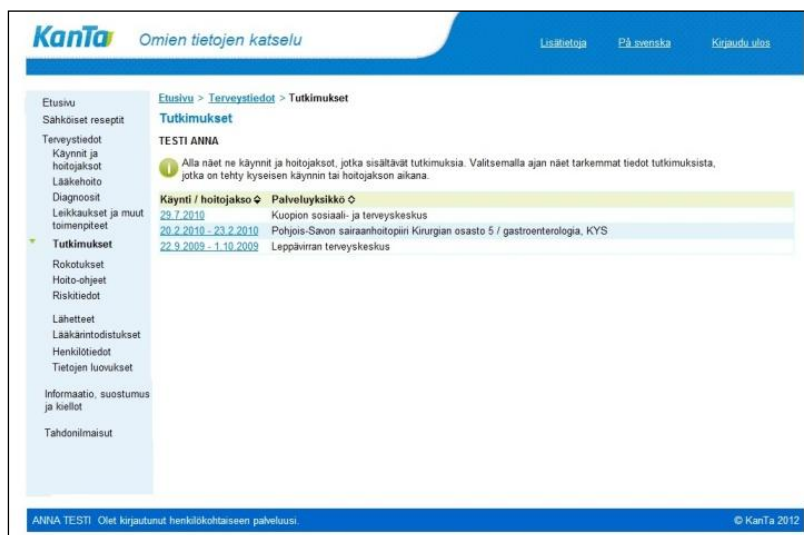 KanTa Omien tietojen katselu
Lisätietoja På svenska Kirjaudu ulos
Etusivu
Sähköiset reseptit
Terveystiedot
Käynnit ja
hoitojaksot
Lääkehoito
Diagnoosit
Leikkaukset ja muut
toimenpiteet
Tutkimukset
Rokotukset
Hoito-ohjeet
Riskitiedot
Lähetteet
Lääkärintodistukset
Henkilötiedot
Tietojen luovukset
Informaatio, suostumus
ja kiellot
Tahdonilmaisut
Etusivu > Terveystiedot > Tutkimukset
Tutkimukset
TESTI ANNA
Alla näet ne käynnit ja hoitojaksot, jotka sisältävät tutkimuksia. Valitsemalla ajan näet tarkemmat tiedot tutkimuksista,
jotka on tehty kyseisen käynnin tai hoitojakson aikana.
Käynti / hoitojakso Palveluyksikkö
29.7.2010 Kuopion sosiaali- ja terveyskeskus
20.2.2010 - 23.2.2010 Pohjois-Savon sairaanhoitopiiri Kirurgian osasto 5 / gastroenterologia, KYS
22.9.2009 - 1.10.2009 Leppävirran terveyskeskus
ANNA TESTI Olet kirjautunut henkilökohtaiseen palveluusi. © KanTa 2012